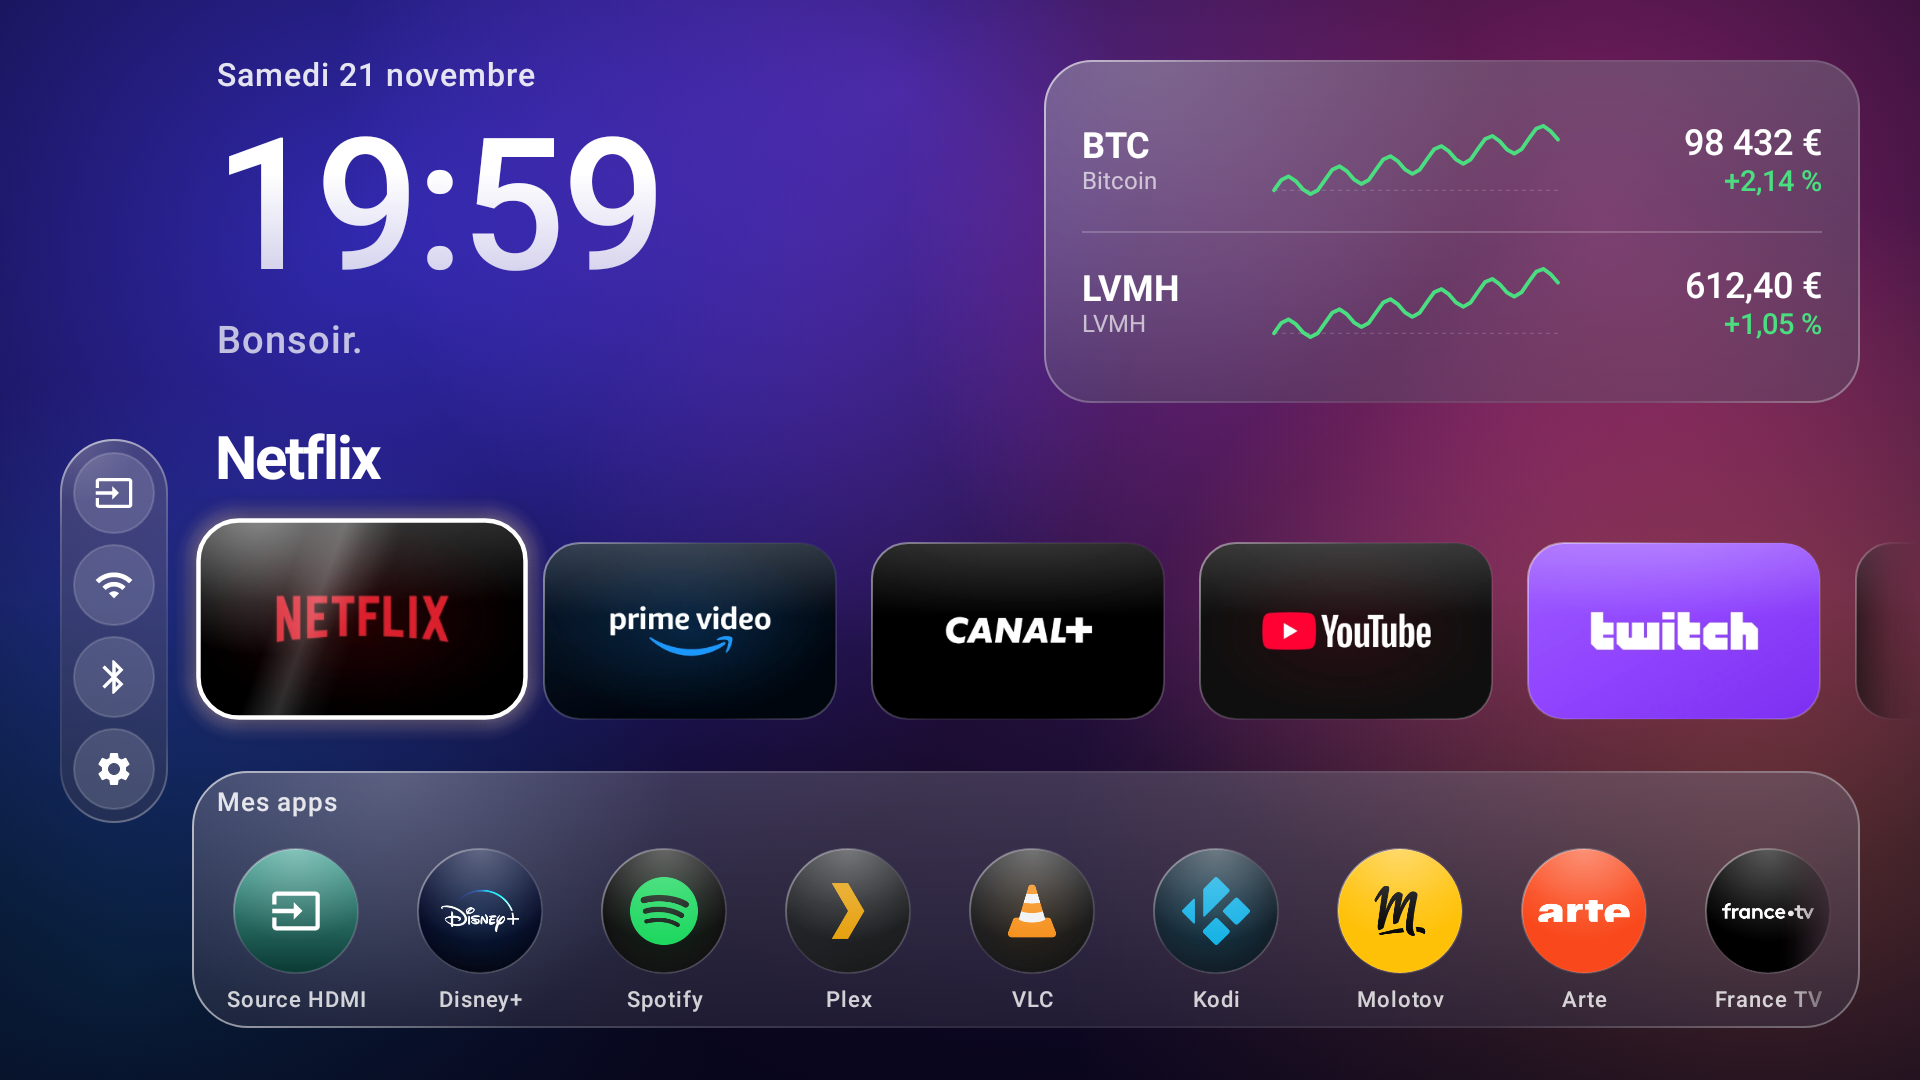 Samedi 21 novembre
19:59
Bonsoir.
BTC
Bitcoin
98 432 €
+2,14 %
LVMH
LVMH
612,40 €
+1,05 %
Netflix
NETFLIX
prime video
CANAL+
YouTube
twitch
Mes apps
Disney+
M.
arte
france•tv
Source HDMI
Disney+
Spotify
Plex
VLC
Kodi
Molotov
Arte
France TV